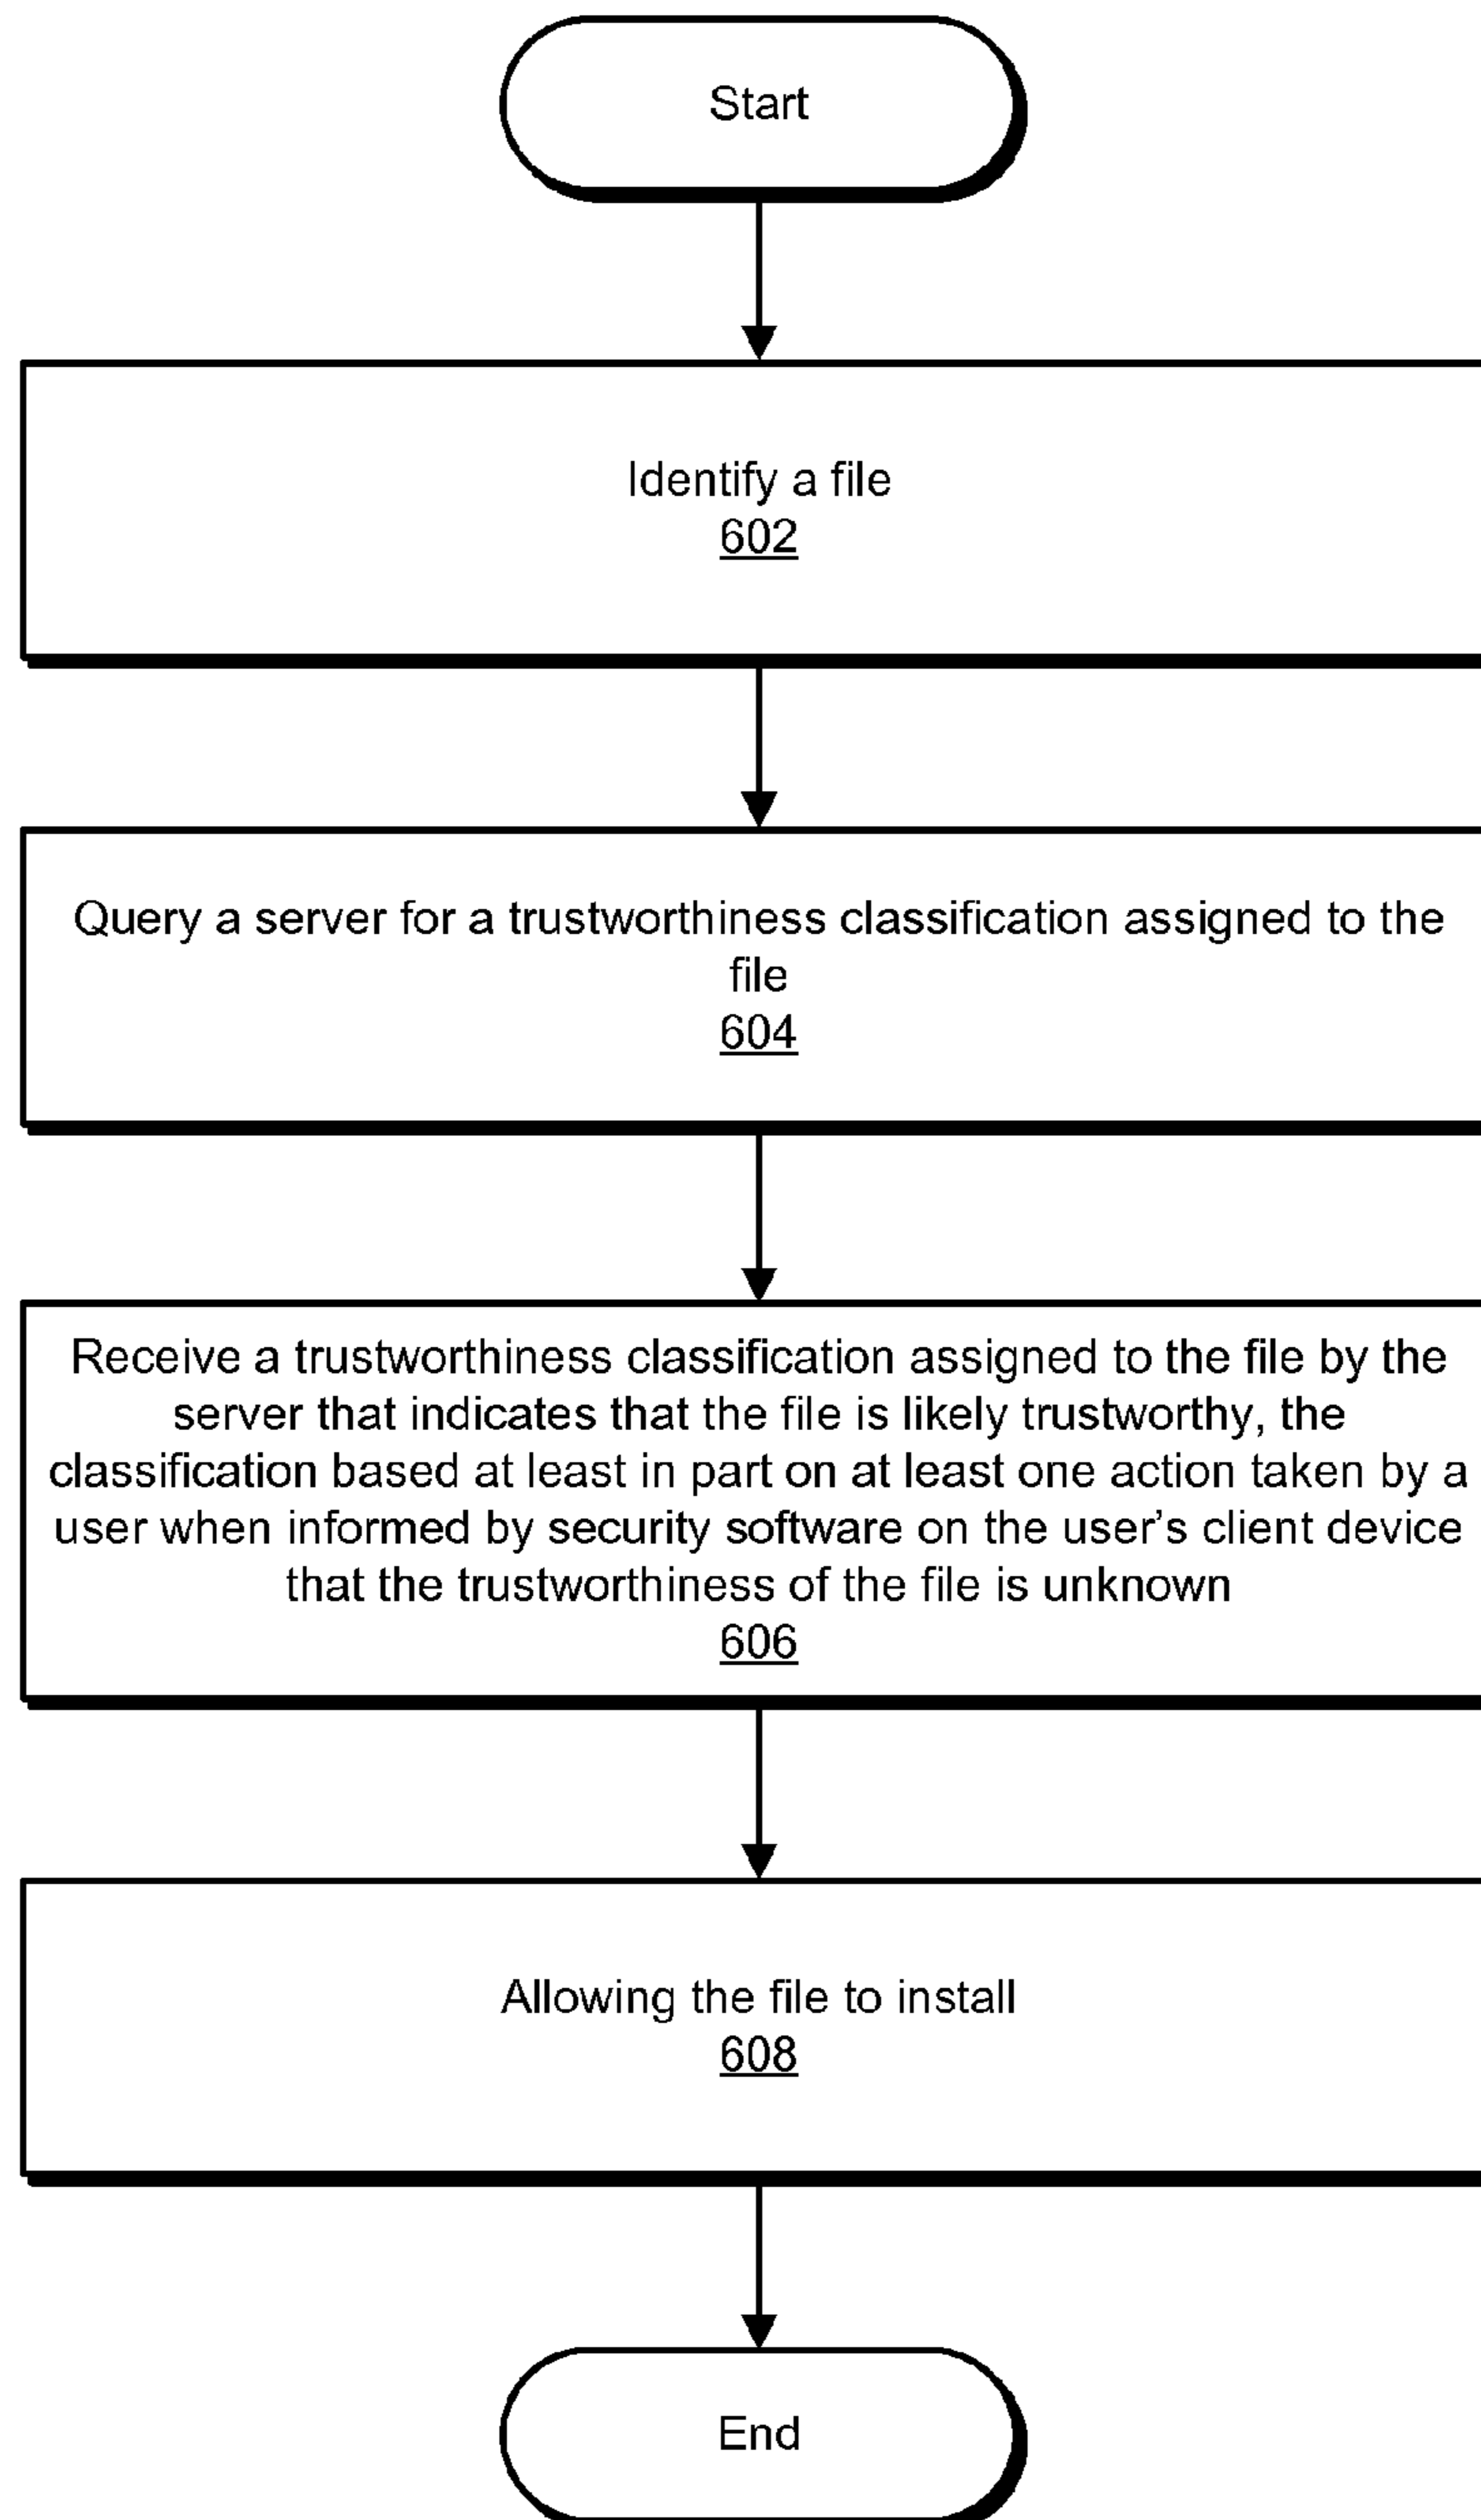 Start
Identify a file
602
Query a server for a trustworthiness classification assigned to the
file
604
Receive a trustworthiness classification assigned to the file by the
server that indicates that the file is likely trustworthy, the
classification based at least in part on at least one action taken by a
user when informed by security software on the user's client device
that the trustworthiness of the file is unknown
606
Allowing the file to install
608
End